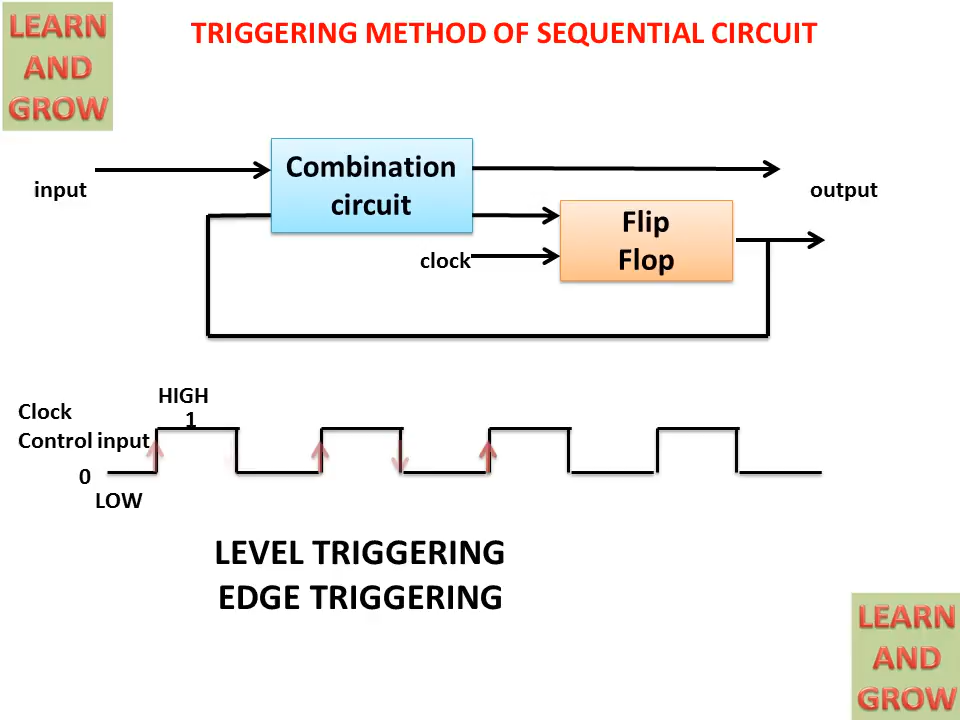 LEARN
AND
GROW
TRIGGERING METHOD OF SEQUENTIAL CIRCUIT
input
Combination
circuit
output
Flip
Flop
clock
HIGH
1
Clock
Control input
0
LOW
LEVEL TRIGGERING
EDGE TRIGGERING
LEARN
AND
GROW